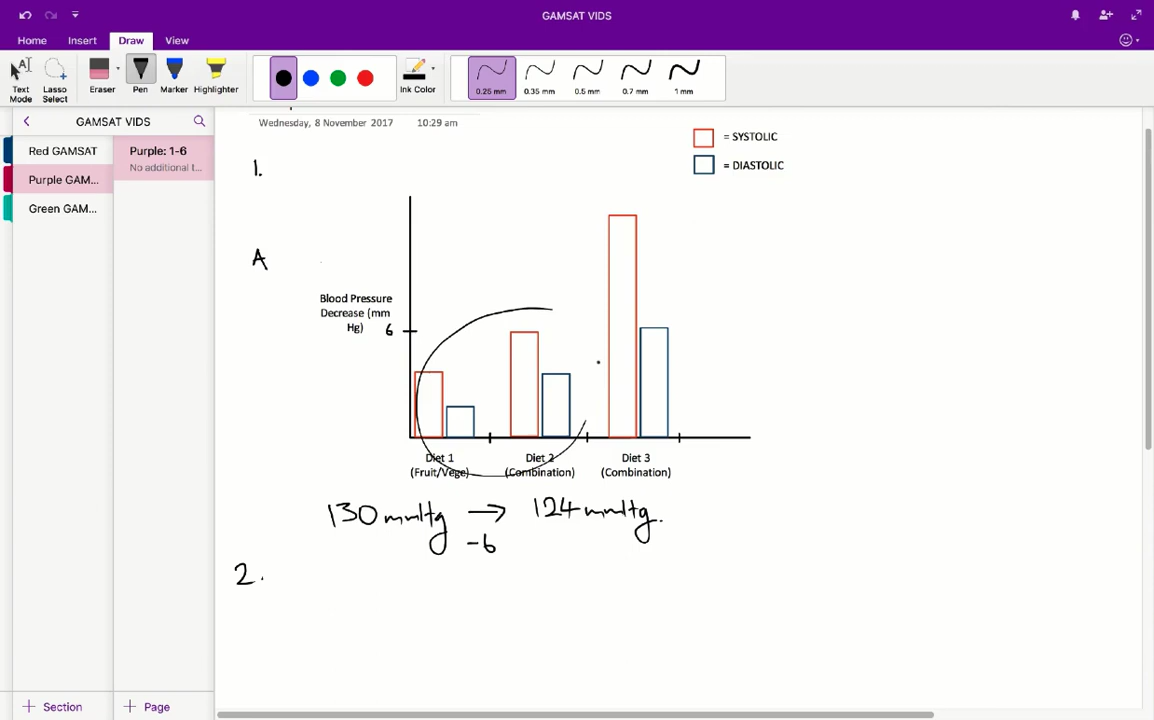 GAMSAT VIDS
Home Insert Draw View
Text Mode
Lasso Select
Eraser
Pen
Marker
Highlighter
Ink Color
0.25 mm
0.35 mm
0.5 mm
0.7 mm
1 mm
GAMSAT VIDS
Red GAMSAT
Purple GAM...
Green GAM...
Purple: 1-6
No additional t...
Wednesday, 8 November 2017 10:29 am
= SYSTOLIC
= DIASTOLIC
1.
A
Blood Pressure
Decrease (mm
Hg)
6
Diet 1
(Fruit/Vege)
Diet 2
(Combination)
Diet 3
(Combination)
130 mmHg → 124 mmHg.
-6
2.
+ Section
+ Page